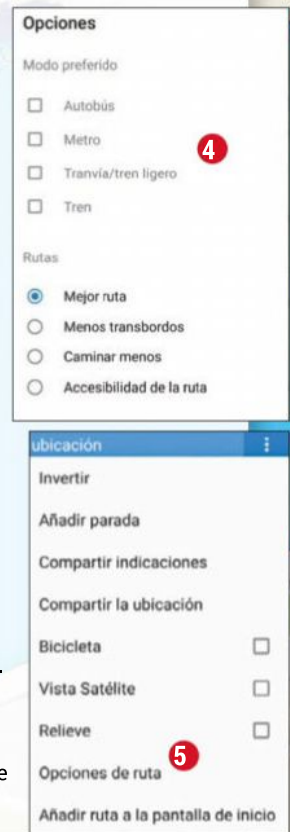 Opciones
Modo preferido
Autobús
Metro
4
Tranvía/tren ligero
Tren
Rutas
Mejor ruta
Menos transbordos
Caminar menos
Accesibilidad de la ruta
ubicación
Invertir
Añadir parada
Compartir indicaciones
Compartir la ubicación
Bicicleta
.
Vista Satélite
Relieve
5
e
Opciones de ruta
Añadir ruta a la pantalla de inicio